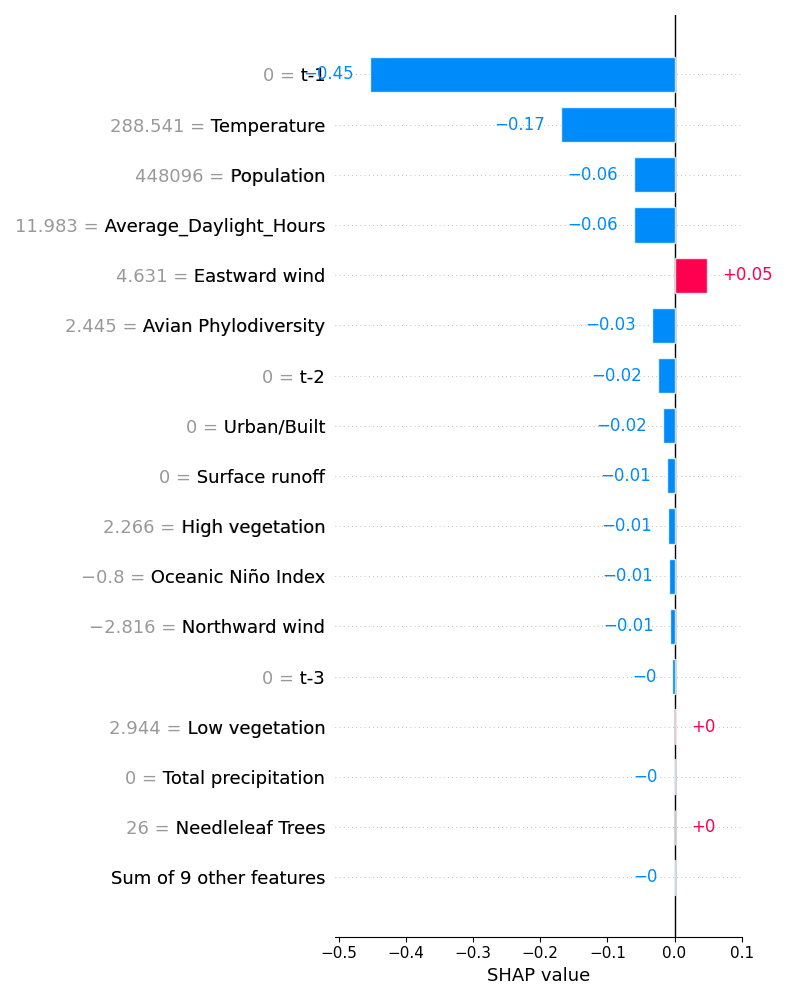 0 = t-1 −0.45
288.541 = Temperature −0.17
448096 = Population −0.06
11.983 = Average_Daylight_Hours −0.06
4.631 = Eastward wind +0.05
2.445 = Avian Phylodiversity −0.03
0 = t-2 −0.02
0 = Urban/Built −0.02
0 = Surface runoff −0.01
2.266 = High vegetation −0.01
−0.8 = Oceanic Niño Index −0.01
−2.816 = Northward wind −0.01
0 = t-3 −0
2.944 = Low vegetation +0
0 = Total precipitation −0
26 = Needleleaf Trees +0
Sum of 9 other features −0
−0.5 −0.4 −0.3 −0.2 −0.1 0.0 0.1
SHAP value